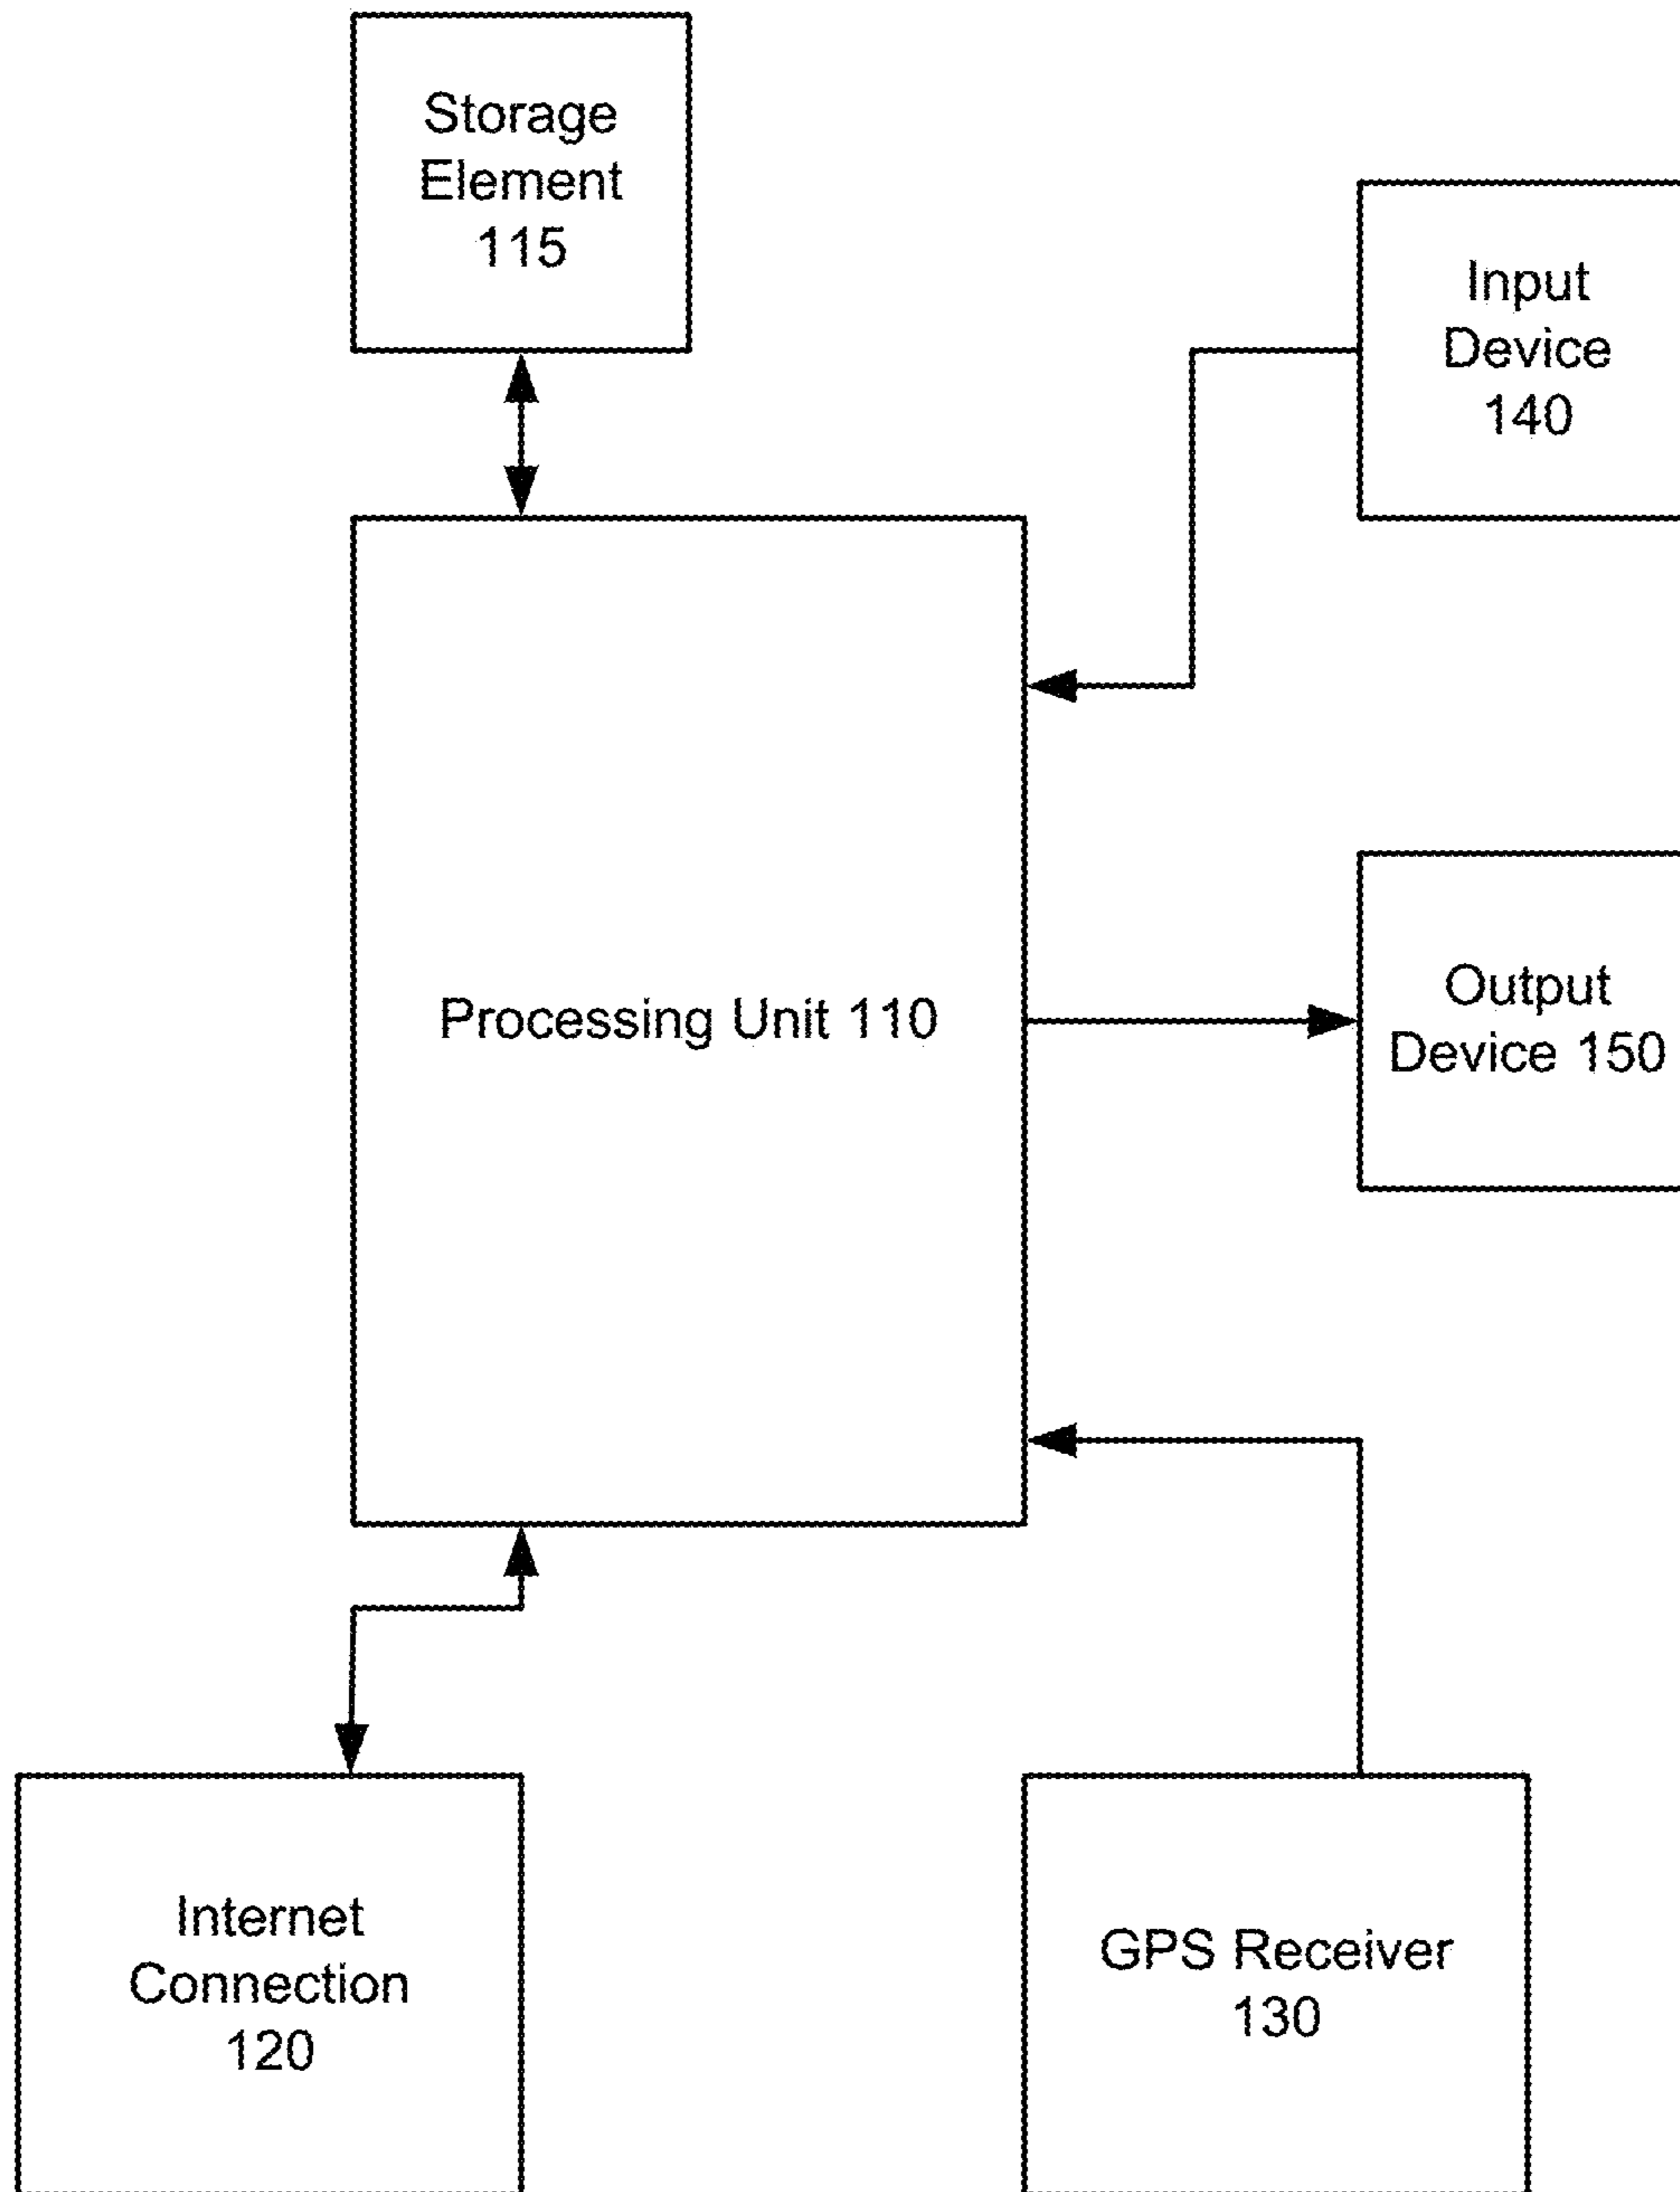 Storage
Element
115
Input
Device
140
Processing Unit 110
Output
Device 150
Internet
Connection
120
GPS Receiver
130